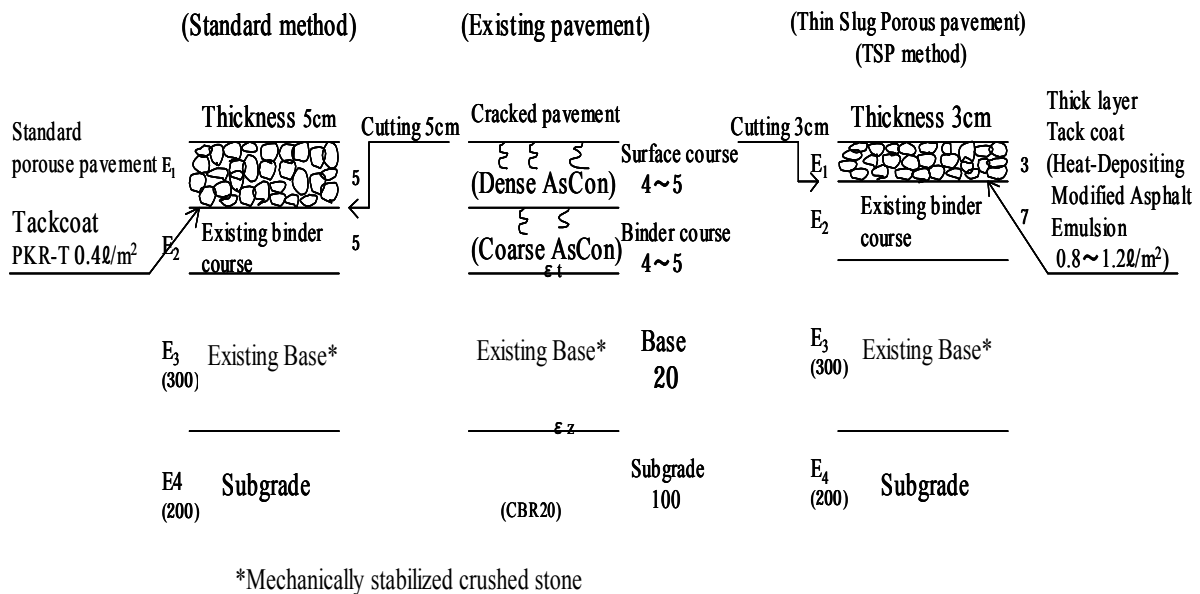 (Standard method)
Thickness 5cm
Standard
porouse pavement
E1
5
Tackcoat
PKR-T 0.4ℓ/m²
E2
Existing binder
course
5
E3
(300)
Existing Base*
E4
(200)
Subgrade
Cutting 5cm
(Existing pavement)
Cracked pavement
(Dense AsCon)
Surface course
4~5
(Coarse AsCon)
Binder course
4~5
εt
Existing Base*
Base
20
εz
Subgrade
100
(CBR20)
(Thin Slug Porous pavement)
(TSP method)
Cutting 3cm
Thickness 3cm
E1
3
E2
Existing binder
course
7
Thick layer
Tack coat
(Heat-Depositing
Modified Asphalt
Emulsion
0.8~1.2ℓ/m²)
E3
(300)
Existing Base*
E4
(200)
Subgrade
*Mechanically stabilized crushed stone